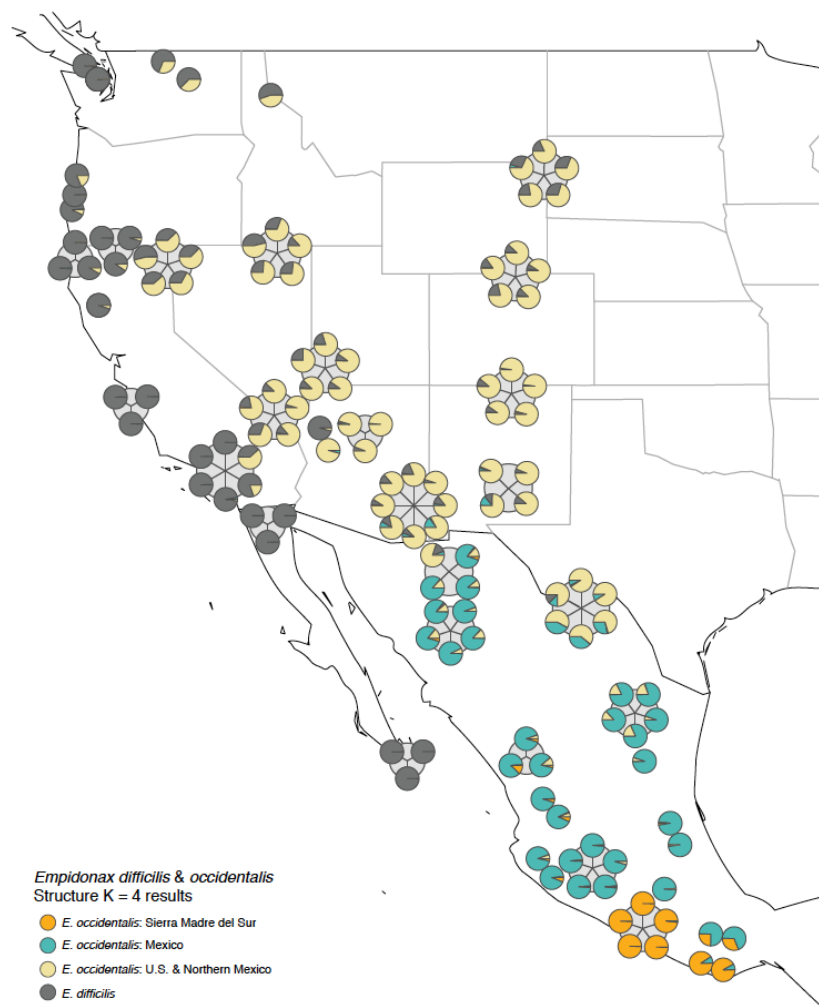 Empidonax difficilis & occidentalis
Structure K = 4 results
E. occidentalis: Sierra Madre del Sur
E. occidentalis: Mexico
E. occidentalis: U.S. & Northern Mexico
E. difficilis